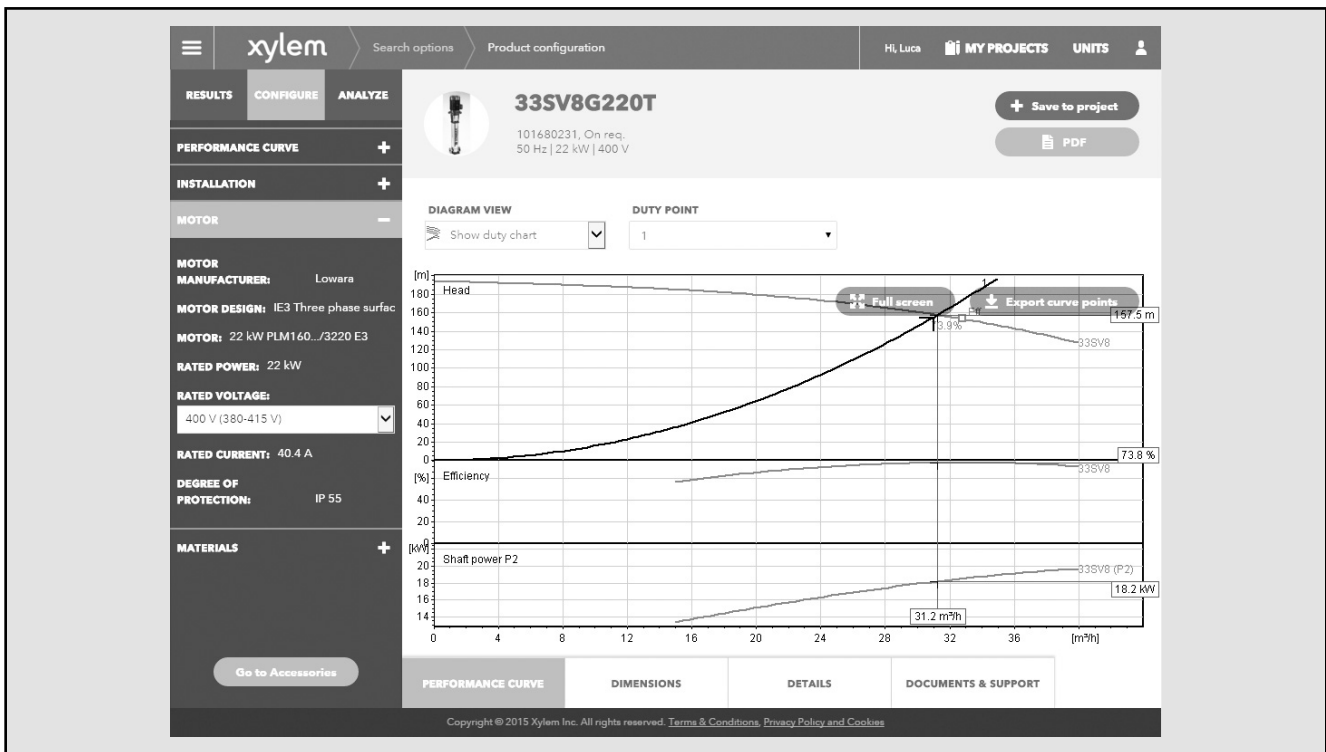 xylem
Search options
Product configuration
Hi, Luca
MY PROJECTS
UNITS
RESULTS
CONFIGURE
ANALYZE
PERFORMANCE CURVE
INSTALLATION
MOTOR
MOTOR
MANUFACTURER: Lowara
MOTOR DESIGN: IE3 Three phase surfac
MOTOR: 22 kW PLM160.../3220 E3
RATED POWER: 22 kW
RATED VOLTAGE:
400 V (380-415 V)
RATED CURRENT: 40.4 A
DEGREE OF
PROTECTION: IP 55
MATERIALS
Go to Accessories
33SV8G220T
101680231, On req.
50 Hz | 22 kW | 400 V
+ Save to project
PDF
DIAGRAM VIEW
Show duty chart
DUTY POINT
1
[m]
Head
180
160
140
120
100
80
60
40
20
0
1
Full screen
Export curve points
157.5 m
3.9%
33SV8
[%]
Efficiency
73.8 %
33SV8
40
20
0
[kW]
Shaft power P2
20
18
16
14
33SV8 (P2)
18.2 kW
31.2 m³/h
0 4 8 12 16 20 24 28 32 36 [m³/h]
PERFORMANCE CURVE
DIMENSIONS
DETAILS
DOCUMENTS & SUPPORT
Copyright © 2015 Xylem Inc. All rights reserved. Terms & Conditions, Privacy Policy and Cookies